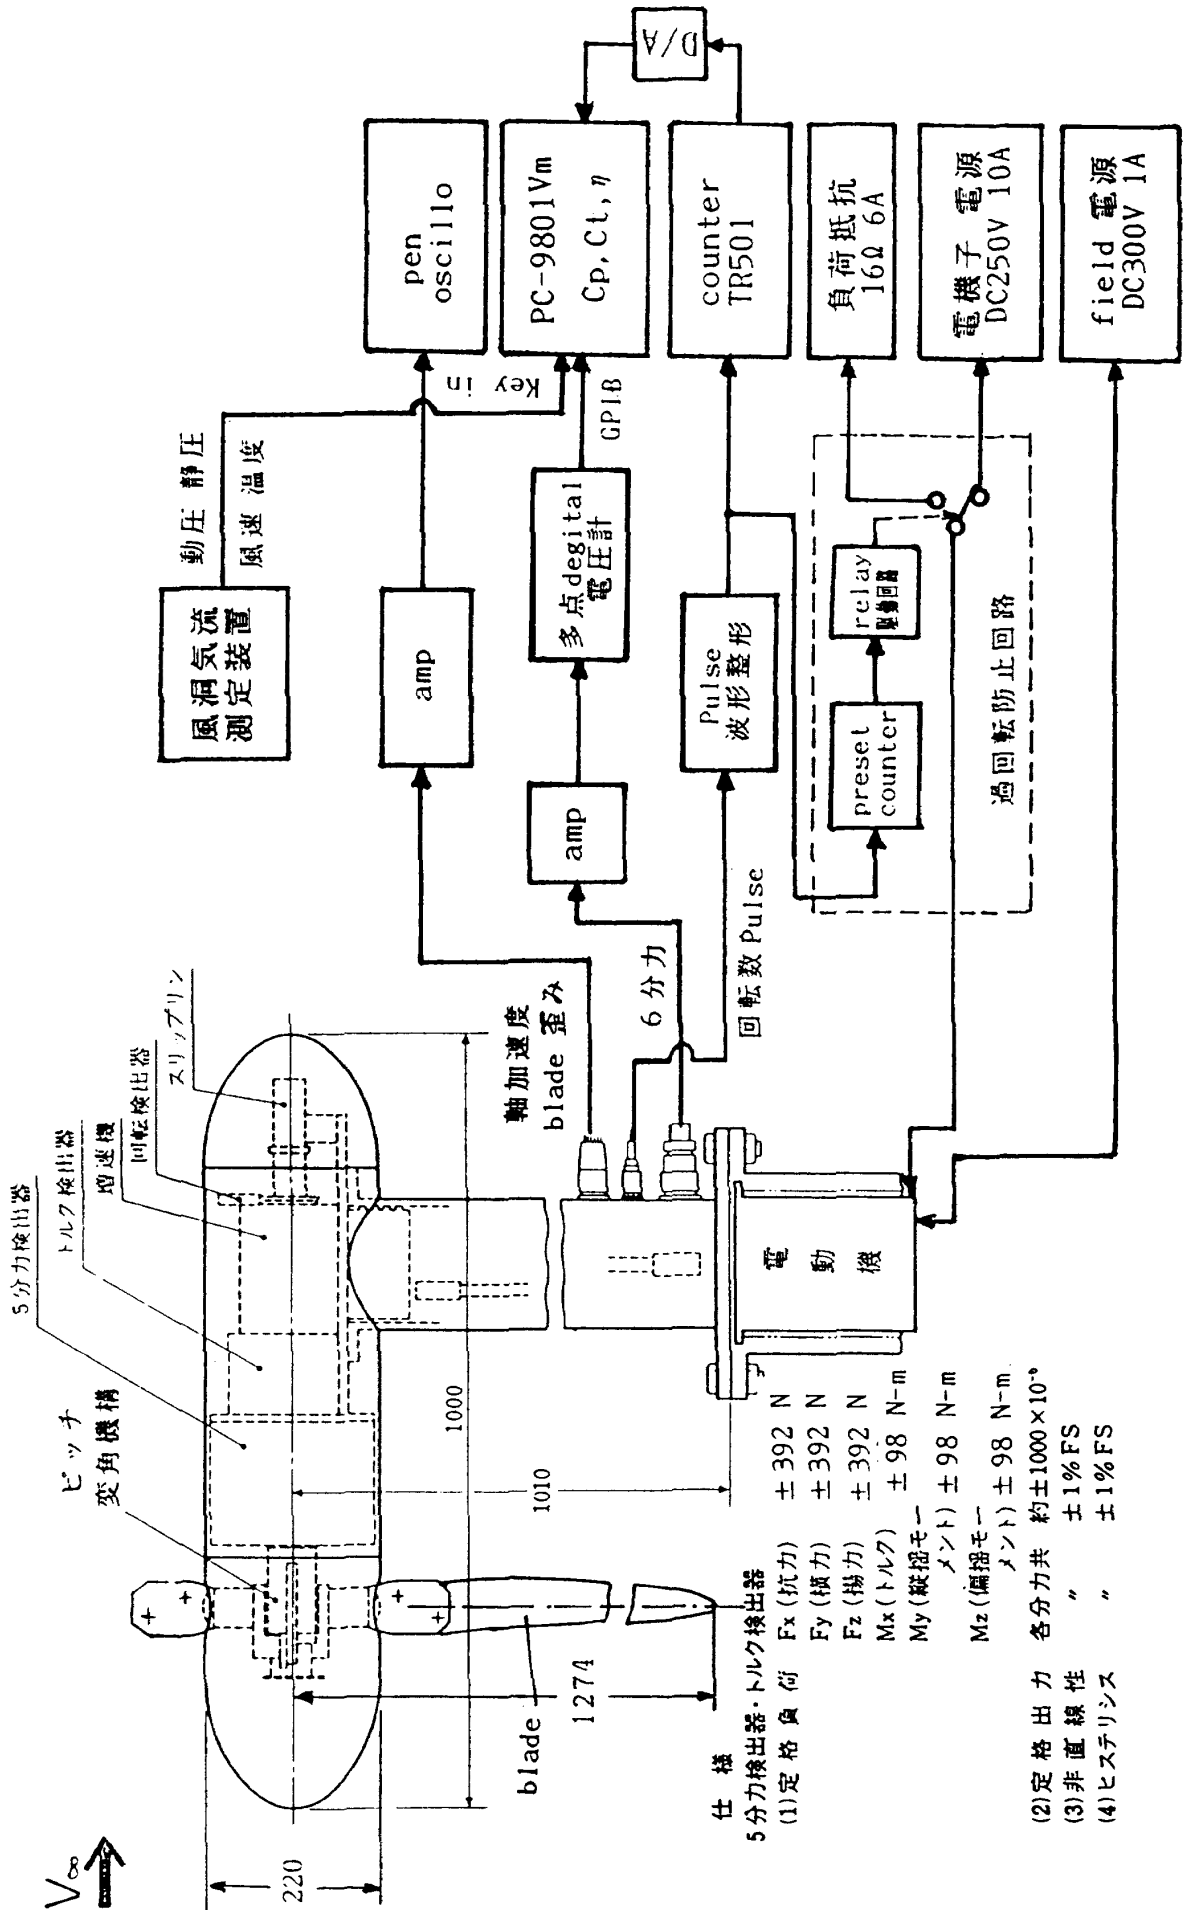 V∞
220
1000
1010
1274
blade
ピッチ
変角機構
5分力検出器
トルク検出器
増速機
回転検出器
スリップリン
電動機
軸加速度
blade 歪み
6分力
回転数Pulse
風洞気流
測定装置
動圧 静圧
風速 温度
Key in
amp
pen
oscillo
amp
多点degital
電圧計
GPIB
PC-9801Vm
Cp,Ct,η
D/A
Pulse
波形整形
counter
TR501
preset
counter
relay
駆動回路
過回転防止回路
負荷抵抗
16Ω 6A
電機子 電源
DC250V 10A
field 電源
DC300V 1A
仕 様
5分力検出器・トルク検出器
(1)定格負荷 Fx(抗力) ±392 N
Fy(横力) ±392 N
Fz(揚力) ±392 N
Mx(トルク) ±98 N-m
My(縦揺モー
メント) ±98 N-m
Mz(偏揺モー
メント) ±98 N-m
(2)定格出力 各分力共 約±1000×10⁻⁶
(3)非直線性 〃 ±1%FS
(4)ヒステリシス 〃 ±1%FS